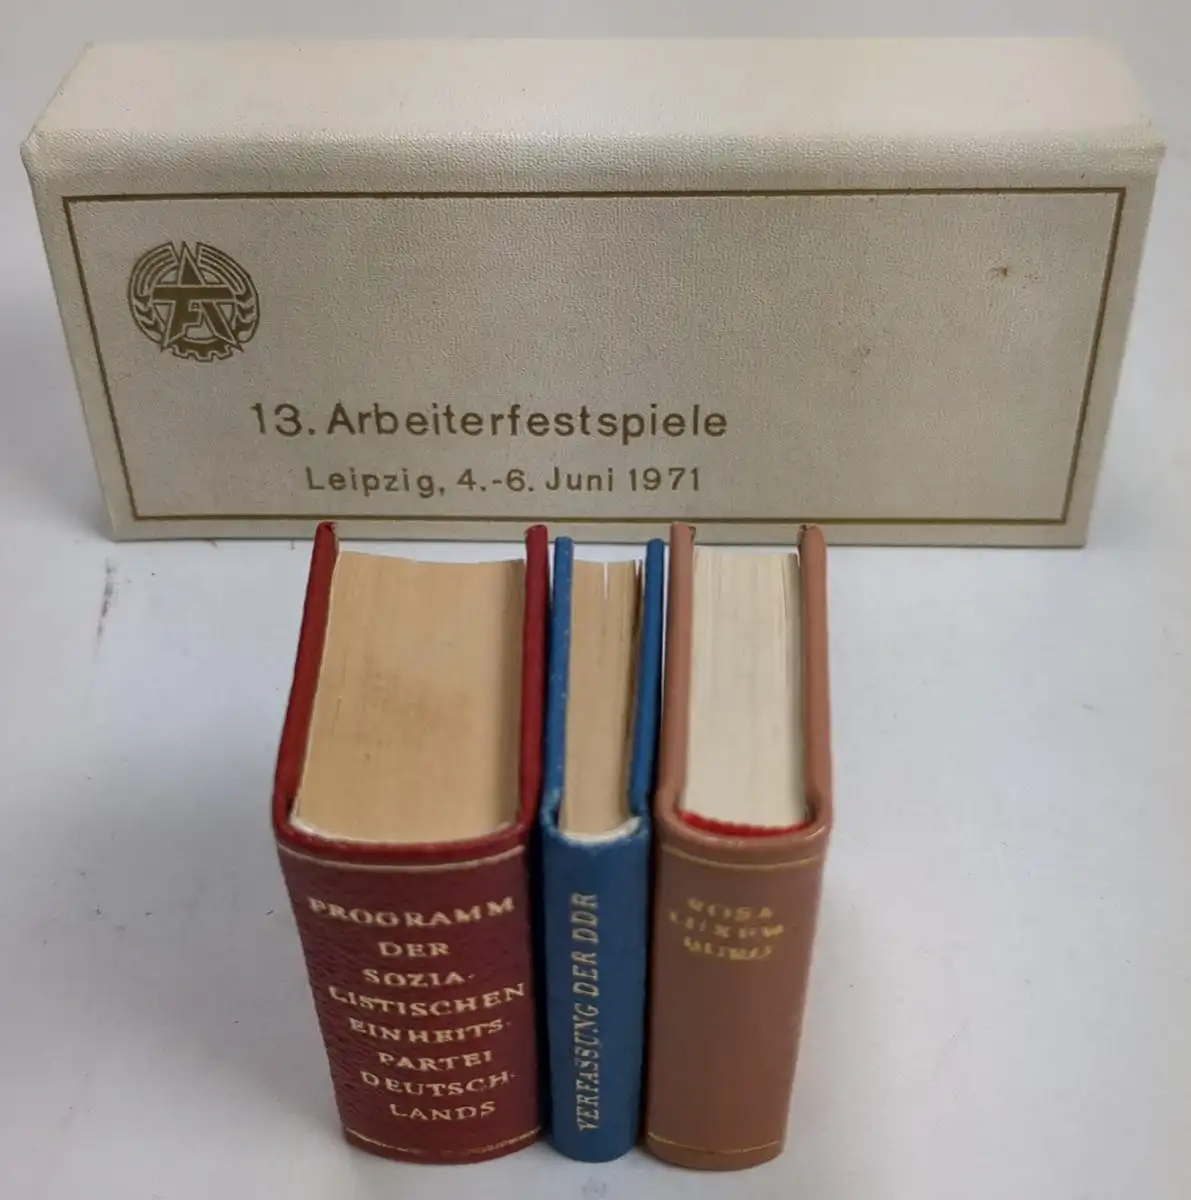 13. Arbeiterfestspiele
Leipzig, 4.-6. Juni 1971
PROGRAMM
DER
SOZIA-
LISTISCHEN
EINHEITS-
PARTEI
DEUTSCH-
LANDS
VERFASSUNG DER DDR
ROSA
LUXEM-
BURG